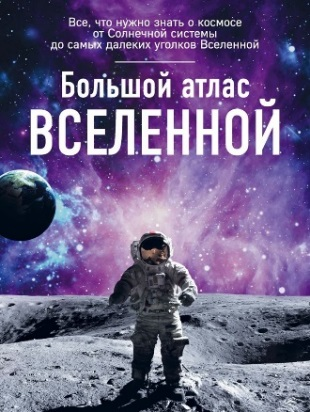 Все, что нужно знать о космосе
от Солнечной системы
до самых далеких уголков Вселенной
Большой атлас
ВСЕЛЕННОЙ